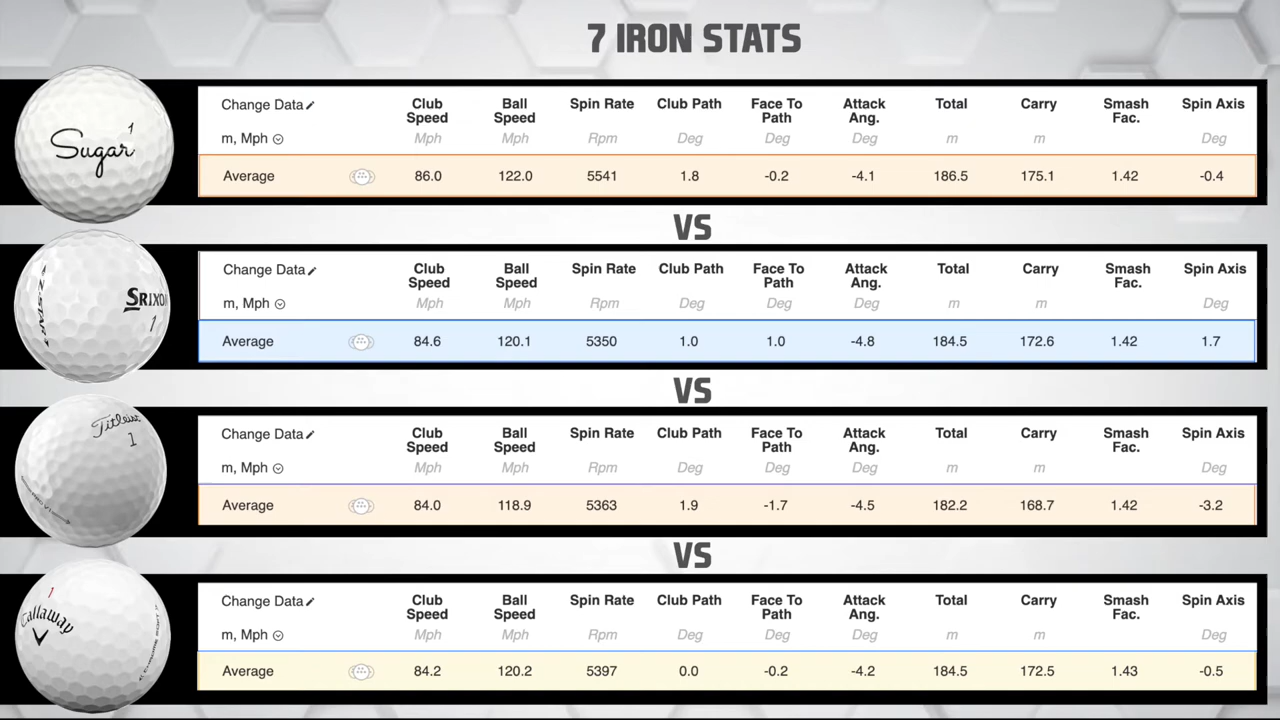 7 IRON STATS
Sugar 1
Change Data Club Speed Ball Speed Spin Rate Club Path Face To Path Attack Ang. Total Carry Smash Fac. Spin Axis
m, Mph Mph Mph Rpm Deg Deg Deg m m Deg
Average 86.0 122.0 5541 1.8 -0.2 -4.1 186.5 175.1 1.42 -0.4
VS
Z-STAR SRIXO 1
Change Data Club Speed Ball Speed Spin Rate Club Path Face To Path Attack Ang. Total Carry Smash Fac. Spin Axis
m, Mph Mph Mph Rpm Deg Deg Deg m m Deg
Average 84.6 120.1 5350 1.0 1.0 -4.8 184.5 172.6 1.42 1.7
VS
Titleist 1
Change Data Club Speed Ball Speed Spin Rate Club Path Face To Path Attack Ang. Total Carry Smash Fac. Spin Axis
m, Mph Mph Mph Rpm Deg Deg Deg m m Deg
Average 84.0 118.9 5363 1.9 -1.7 -4.5 182.2 168.7 1.42 -3.2
VS
1 Callaway CHROME SOFT
Change Data Club Speed Ball Speed Spin Rate Club Path Face To Path Attack Ang. Total Carry Smash Fac. Spin Axis
m, Mph Mph Mph Rpm Deg Deg Deg m m Deg
Average 84.2 120.2 5397 0.0 -0.2 -4.2 184.5 172.5 1.43 -0.5